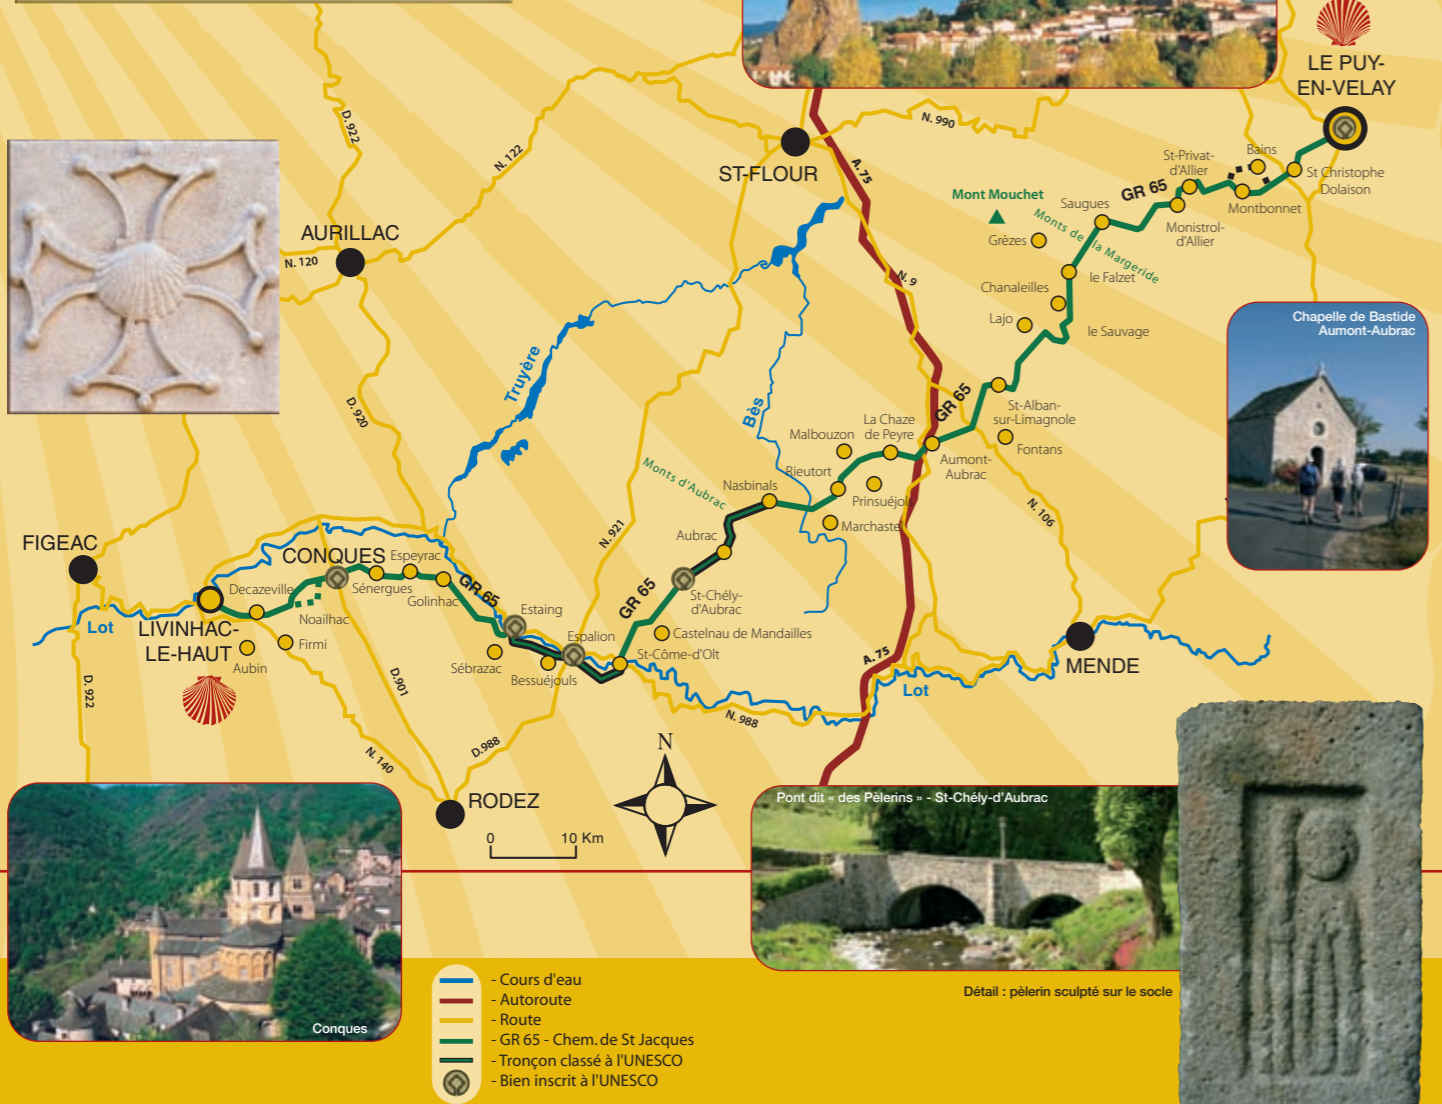 LE PUY-
EN-VELAY
D. 922
N. 122
N. 990
ST-FLOUR
A. 75
St-Privat-
d'Allier
Bains
St Christophe
Dolaison
GR 65
Montbonnet
Mont Mouchet
Saugues
Monistrol-
d'Allier
Monts de la Margeride
Grèzes
AURILLAC
N. 120
N. 9
le Falzet
Chanaleilles
Lajo
le Sauvage
Chapelle de Bastide
Aumont-Aubrac
Truyère
D. 920
Bès
GR 65
St-Alban-
sur-Limagnole
La Chaze
de Peyre
Malbouzon
Fontans
Aumont-
Aubrac
Rieutort
Monts d'Aubrac
Nasbinals
Prinsuéjols
Marchastel
N. 106
N. 921
Aubrac
FIGEAC
CONQUES
Espeyrac
Sénergues
Golinhac
GR 65
Decazeville
Noailhac
Lot
LIVINHAC-
LE-HAUT
Firmi
Aubin
Estaing
Espalion
St-Chély-
d'Aubrac
GR 65
Castelnau de Mandailles
St-Côme-d'Olt
Sébrazac
Bessuéjouls
A. 75
MENDE
Lot
D. 922
D.901
N. 988
N. 140
D.988
N
RODEZ
0 10 Km
Pont dit « des Pèlerins » - St-Chély-d'Aubrac
Conques
Détail : pèlerin sculpté sur le socle
- Cours d'eau
- Autoroute
- Route
- GR 65 - Chem. de St Jacques
- Tronçon classé à l'UNESCO
- Bien inscrit à l'UNESCO